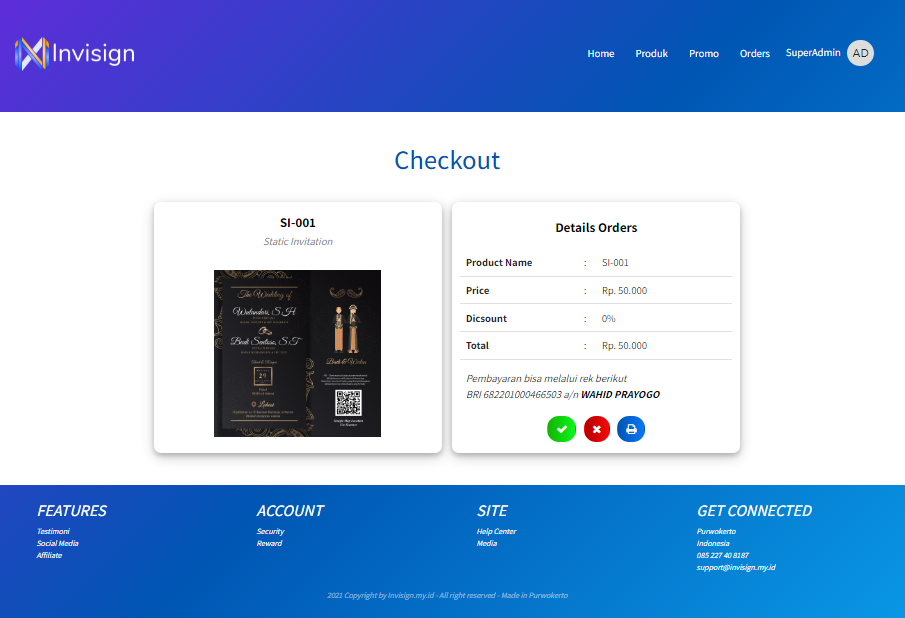 Invisign
Home Produk Promo Orders SuperAdmin AD
Checkout
SI-001
Static Invitation
The Wedding of
Wulandari, S.H
Budi Santoso, S.T
29
Details Orders
Product Name : SI-001
Price : Rp. 50.000
Dicsount : 0%
Total : Rp. 50.000
Pembayaran bisa melalui rek berikut
BRI 682201000466503 a/n WAHID PRAYOGO
FEATURES
Testimoni
Social Media
Affiliate
ACCOUNT
Security
Reward
SITE
Help Center
Media
GET CONNECTED
Purwokerto
Indonesia
085 227 40 8187
support@invisign.my.id
2021 Copyright by Invisign.my.id - All right reserved - Made in Purwokerto